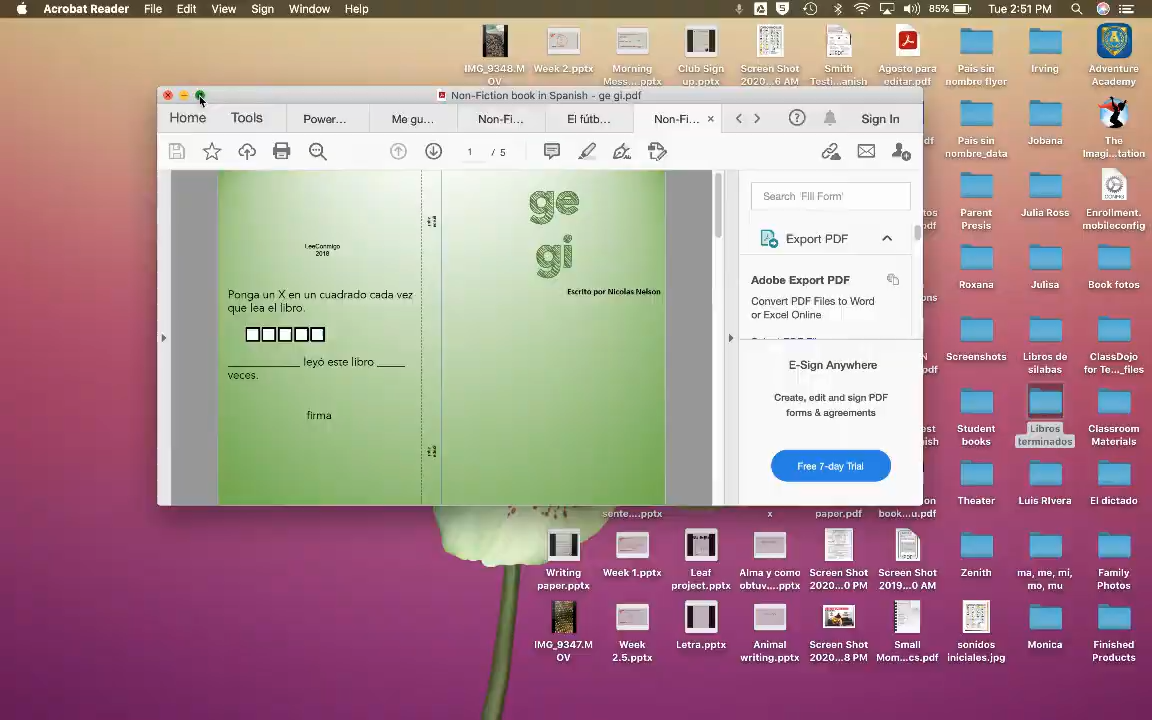 Acrobat Reader File Edit View Sign Window Help
85% Tue 2:51 PM
IMG_9348.M
OV
Week 2.pptx
Morning
Mess....pptx
Club Sign
up.pptx
Screen Shot
2020...6 AM
Smith
Testi...anish
Agosto para
editar.pdf
Pais sin
nombre flyer
Irving
Adventure
Academy
Non-Fiction book in Spanish - ge gi.pdf
Home Tools Power... Me gu... Non-Fi... El fútb... Non-Fi... × Sign In
1 / 5
LeeConmigo
2018
Ponga un X en un cuadrado cada vez
que lea el libro.
____________ leyó este libro _____
veces.
firma
ge
gi
Escrito por Nicolas Nelson
Search 'Fill Form'
Export PDF
Adobe Export PDF
Convert PDF Files to Word
or Excel Online
E-Sign Anywhere
Create, edit and sign PDF
forms & agreements
Free 7-day Trial
Pais sin
nombre_data
Jobana
The
Imagi...tation
Parent
Presis
Julia Ross
Enrollment.
mobileconfig
Roxana
Julisa
Book fotos
Screenshots
Libros de
silabas
ClassDojo
for Te..._files
Student
books
Libros
terminados
Classroom
Materials
Theater
Luis RIvera
El dictado
sente....pptx
x
paper.pdf
book...u.pdf
Writing
paper.pptx
Week 1.pptx
Leaf
project.pptx
Alma y como
obtuv....pptx
Screen Shot
2020...0 PM
Screen Shot
2019...0 AM
Zenith
ma, me, mi,
mo, mu
Family
Photos
IMG_9347.M
OV
Week
2.5.pptx
Letra.pptx
Animal
writing.pptx
Screen Shot
2020...8 PM
Small
Mom...cs.pdf
sonidos
iniciales.jpg
Monica
Finished
Products